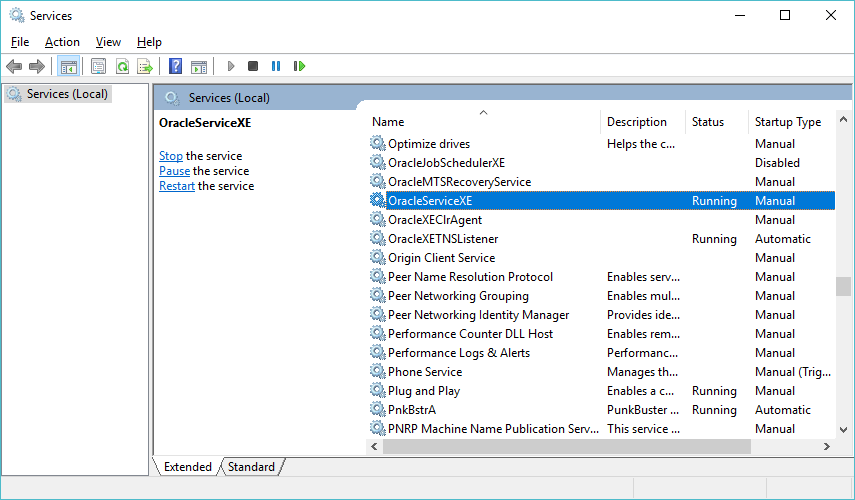 Services
File Action View Help
Services (Local)
Services (Local)
OracleServiceXE
Stop the service
Pause the service
Restart the service
Name Description Status Startup Type
Optimize drives Helps the c... Manual
OracleJobSchedulerXE Disabled
OracleMTSRecoveryService Manual
OracleServiceXE Running Manual
OracleXEClrAgent Manual
OracleXETNSListener Running Automatic
Origin Client Service Manual
Peer Name Resolution Protocol Enables serv... Manual
Peer Networking Grouping Enables mul... Manual
Peer Networking Identity Manager Provides ide... Manual
Performance Counter DLL Host Enables rem... Manual
Performance Logs & Alerts Performanc... Manual
Phone Service Manages th... Manual (Trig...
Plug and Play Enables a c... Running Manual
PnkBstrA PunkBuster ... Running Automatic
PNRP Machine Name Publication Serv... This service ... Manual
Extended Standard